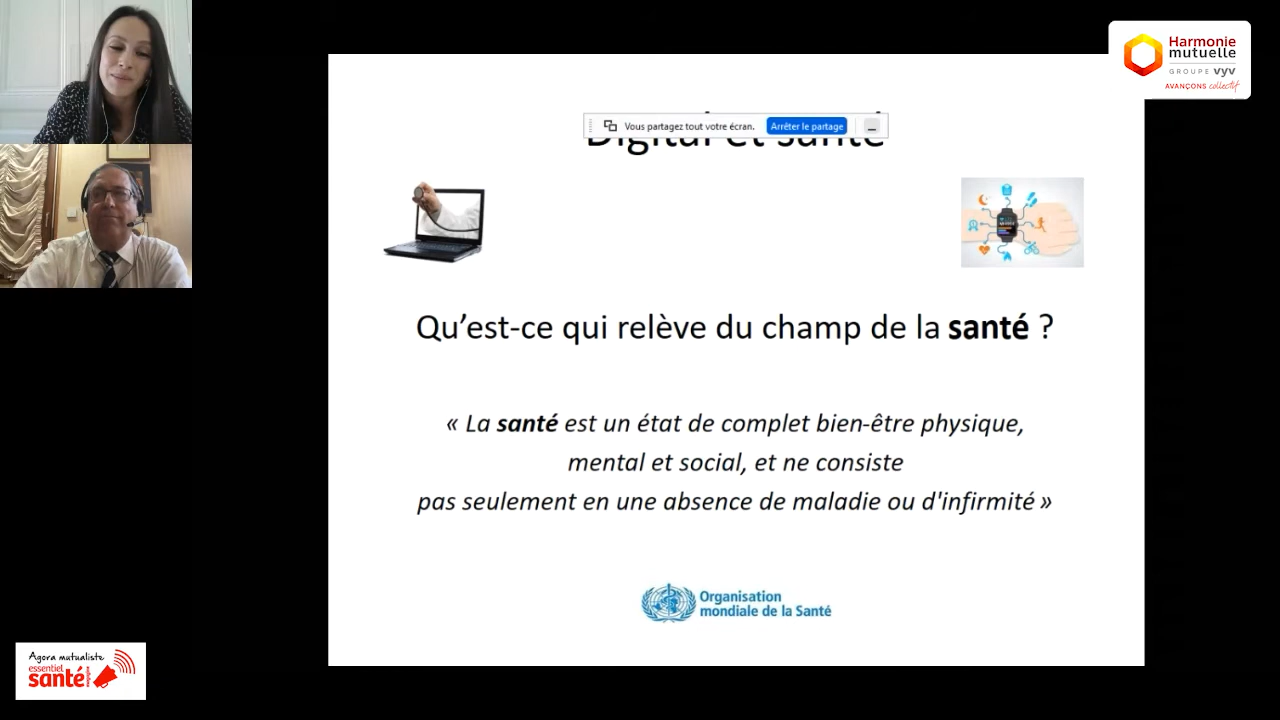 Harmonie
mutuelle
GROUPE vyv
AVANÇONS collectif
Vous partagez tout votre écran.
Arrêter le partage
Digital et santé
Qu’est-ce qui relève du champ de la santé ?
« La santé est un état de complet bien-être physique,
mental et social, et ne consiste
pas seulement en une absence de maladie ou d'infirmité »
Organisation
mondiale de la Santé
Agora mutualiste
essentiel
santé